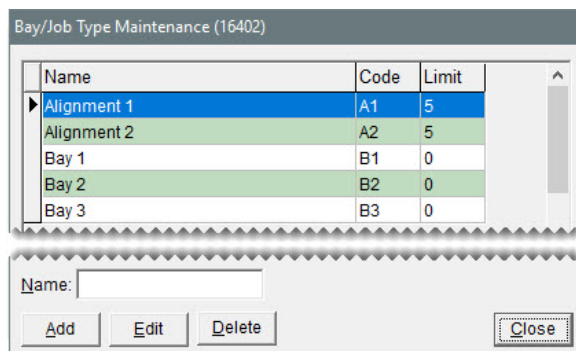 Bay/Job Type Maintenance (16402)
Name Code Limit
Alignment 1 A1 5
Alignment 2 A2 5
Bay 1 B1 0
Bay 2 B2 0
Bay 3 B3 0
Name:
Add Edit Delete Close